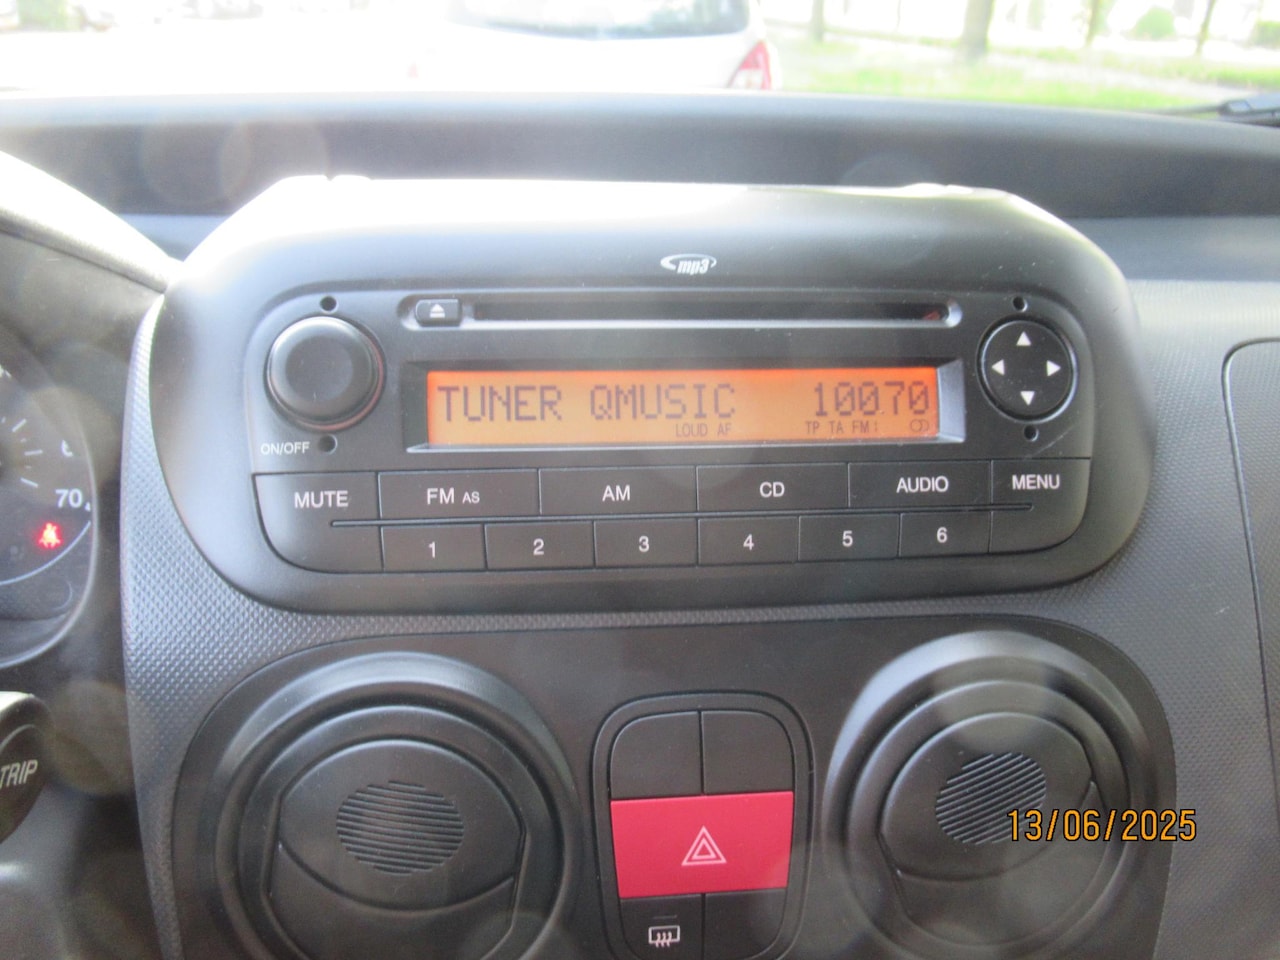 mp3
TUNER QMUSIC 10070
LOUD AF TP TA FM1
ON/OFF
MUTE FM AS AM CD AUDIO MENU
1 2 3 4 5 6
70
TRIP
13/06/2025